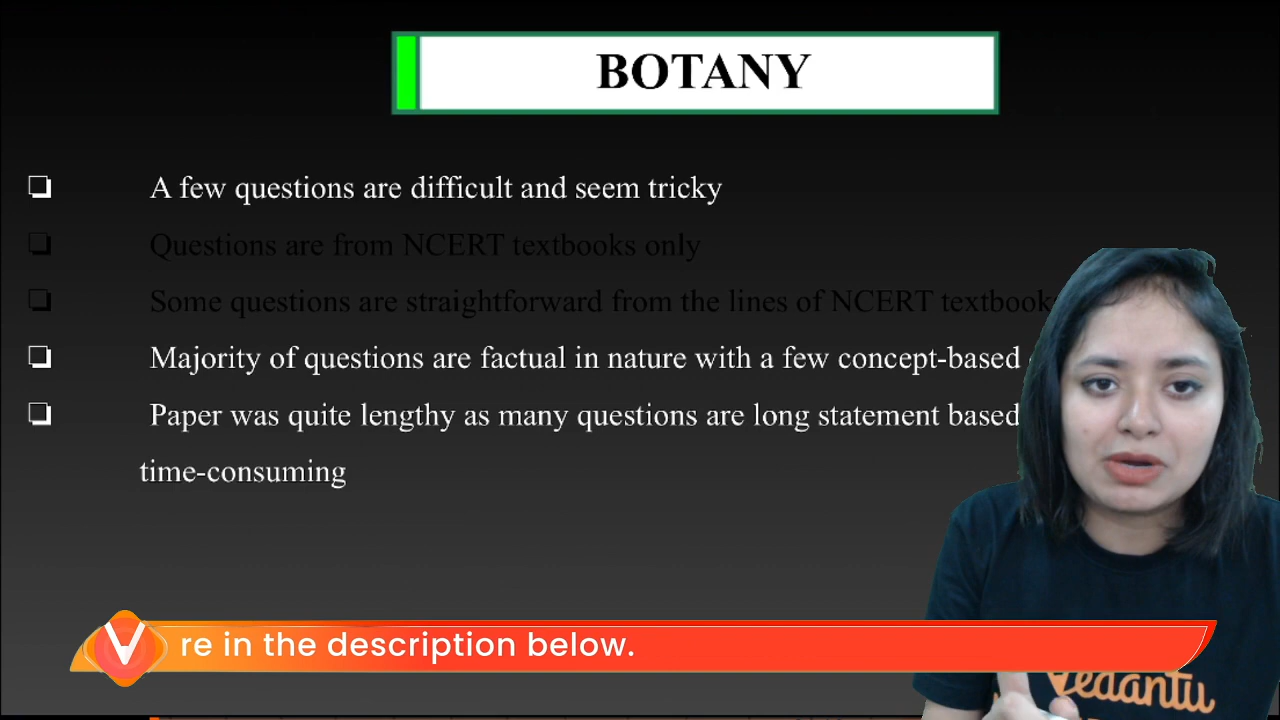 BOTANY
❏ A few questions are difficult and seem tricky
❏ Questions are from NCERT textbooks only
❏ Some questions are straightforward from the lines of NCERT textbook
❏ Majority of questions are factual in nature with a few concept-based
❏ Paper was quite lengthy as many questions are long statement based
time-consuming
re in the description below.
Vedantu